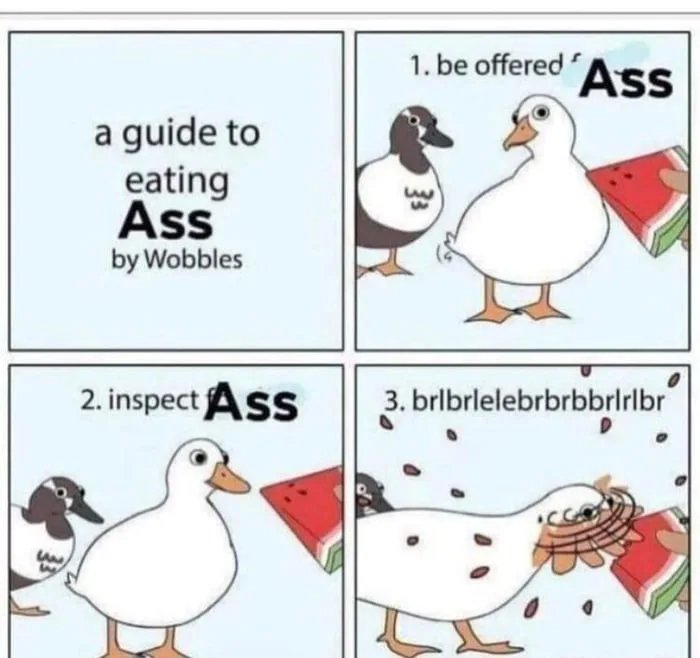 a guide to
eating
Ass
by Wobbles
1. be offered Ass
2. inspect Ass
3. brlbrlelebrbrbbrlrlbr